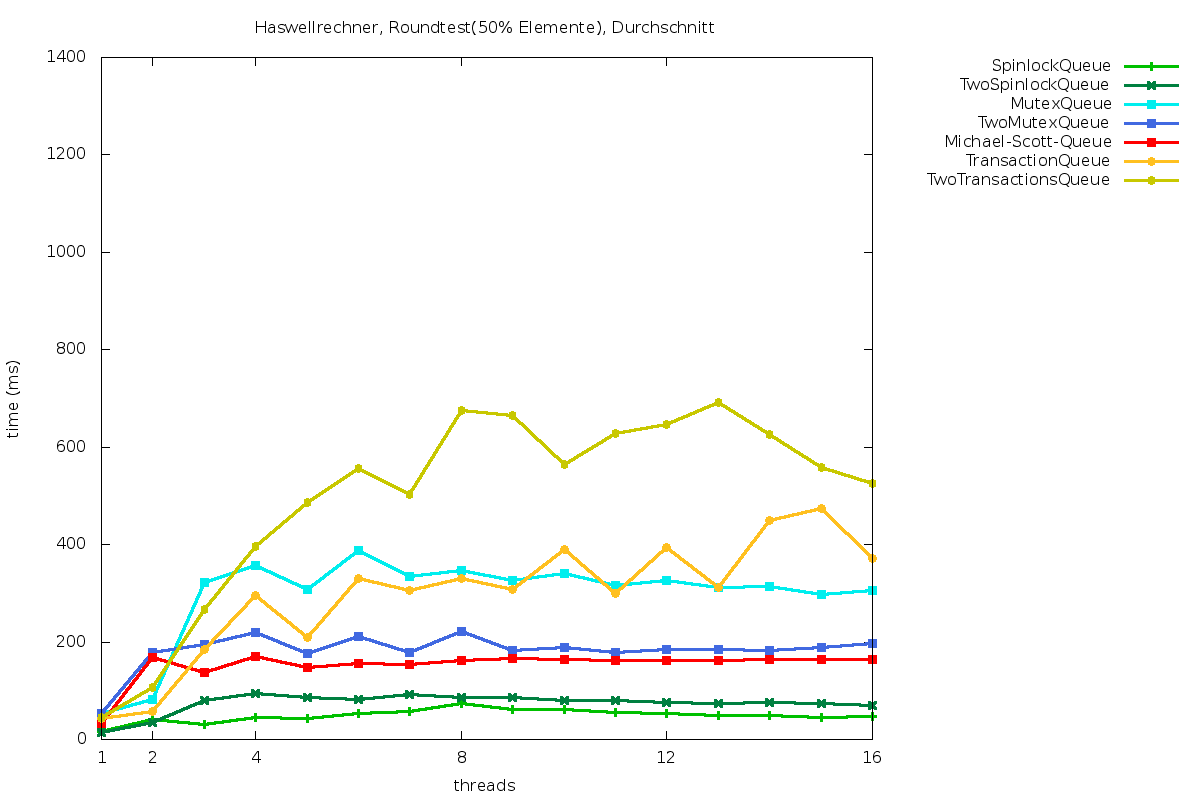 Haswellrechner, Roundtest(50% Elemente), Durchschnitt
1400
1200
1000
800
600
400
200
0
time (ms)
1 2 4 8 12 16
threads
SpinlockQueue
TwoSpinlockQueue
MutexQueue
TwoMutexQueue
Michael-Scott-Queue
TransactionQueue
TwoTransactionsQueue